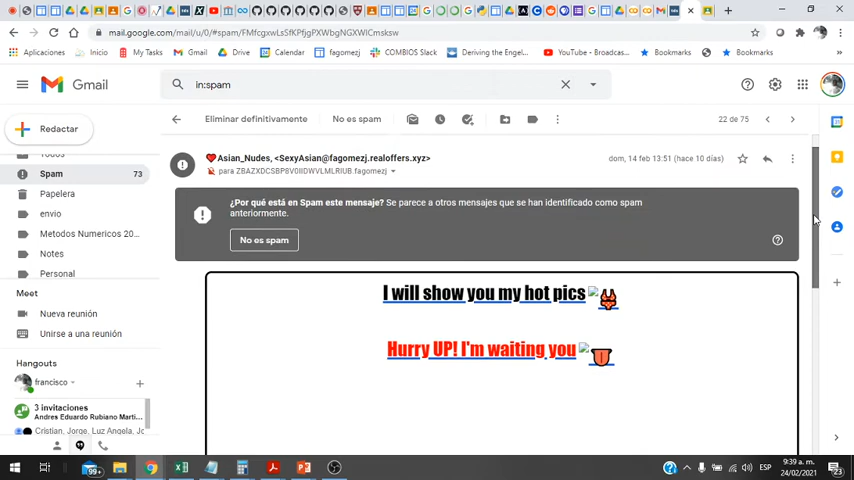 mail.google.com/mail/u/0/#spam/FMfcgxwLsSfKPfjgPXWbgNGXWlCmsksw
Aplicaciones
Inicio
My Tasks
Gmail
Drive
Calendar
fagomezj
COMBIOS Slack
Deriving the Engel...
YouTube - Broadcas...
Bookmarks
Bookmarks
Gmail
in:spam
Redactar
Eliminar definitivamente
No es spam
22 de 75
Todos
Spam
73
Papelera
envio
Metodos Numericos 20...
Notes
Personal
Meet
Nueva reunión
Unirse a una reunión
Hangouts
francisco
3 invitaciones
Andres Eduardo Rubiano Marti...
Cristian, Jorge, Luz Angela, J...
Asian_Nudes, <SexyAsian@fagomezj.realoffers.xyz>
dom, 14 feb 13:51 (hace 10 días)
¿Por qué está en Spam este mensaje? Se parece a otros mensajes que se han identificado como spam
anteriormente.
No es spam
I will show you my hot pics
Hurry UP! I'm waiting you
99+
ESP
9:39 a. m.
24/02/2021
23